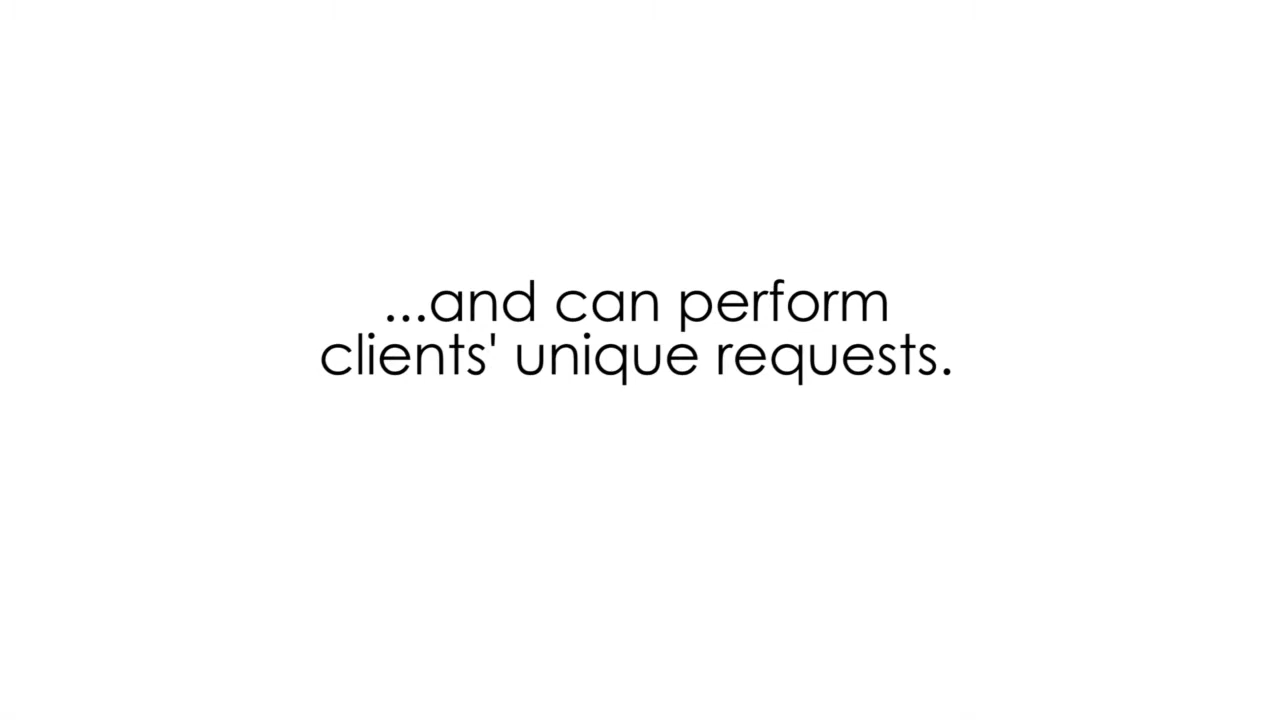 ...and can perform
clients' unique requests.